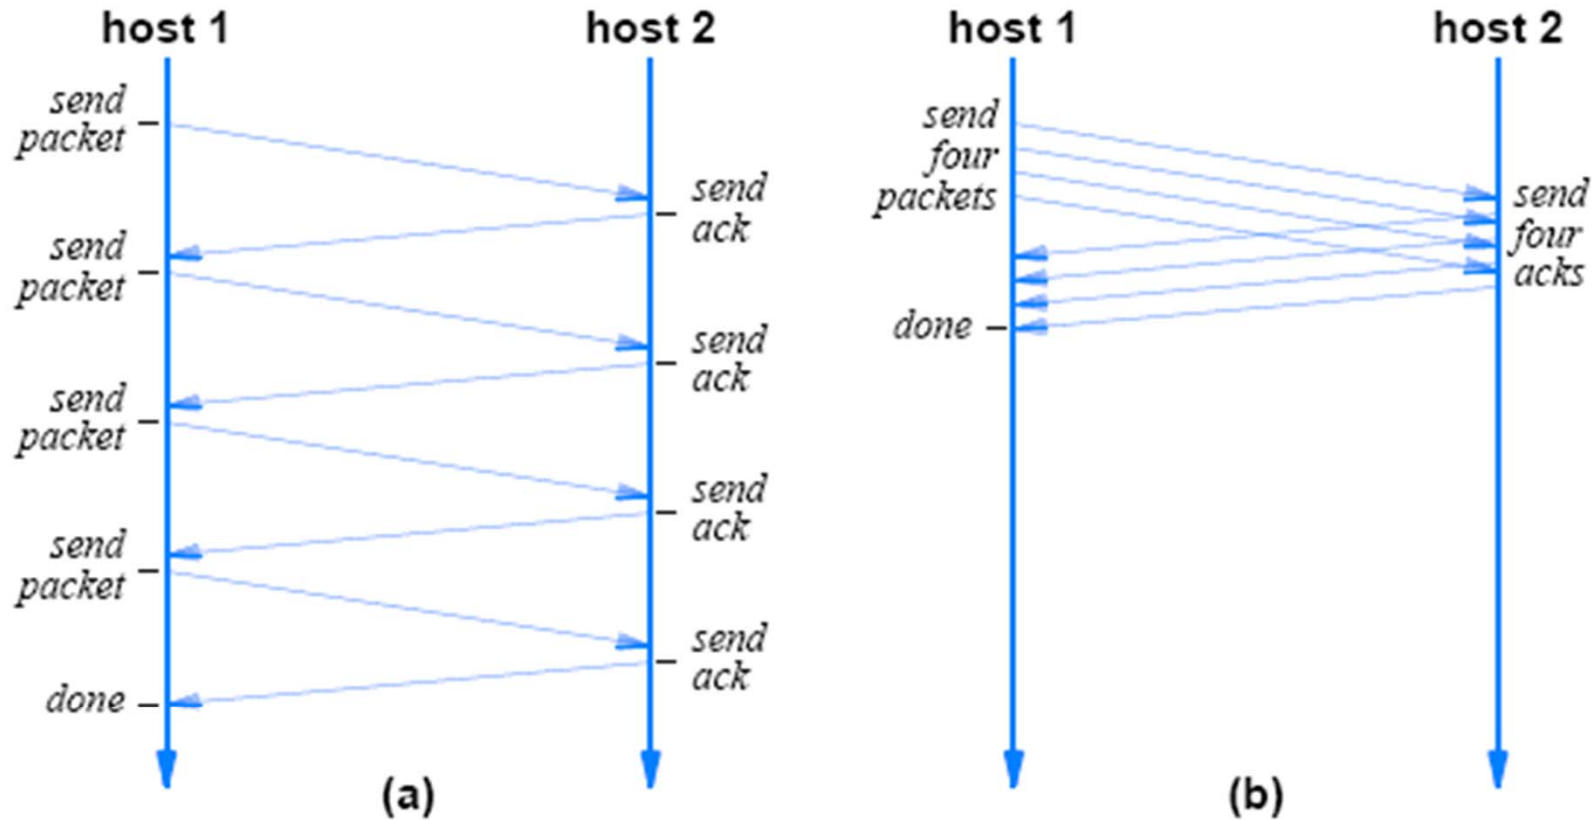 host 1
host 2
send
packet
send
ack
send
packet
send
ack
send
packet
send
ack
send
packet
send
ack
done
(a)
host 1
host 2
send
four
packets
send
four
acks
done
(b)